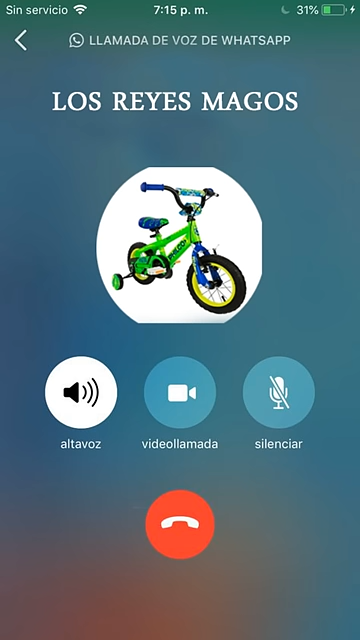 Sin servicio 7:15 p. m. 31%
LLAMADA DE VOZ DE WHATSAPP
LOS REYES MAGOS
altavoz videollamada silenciar